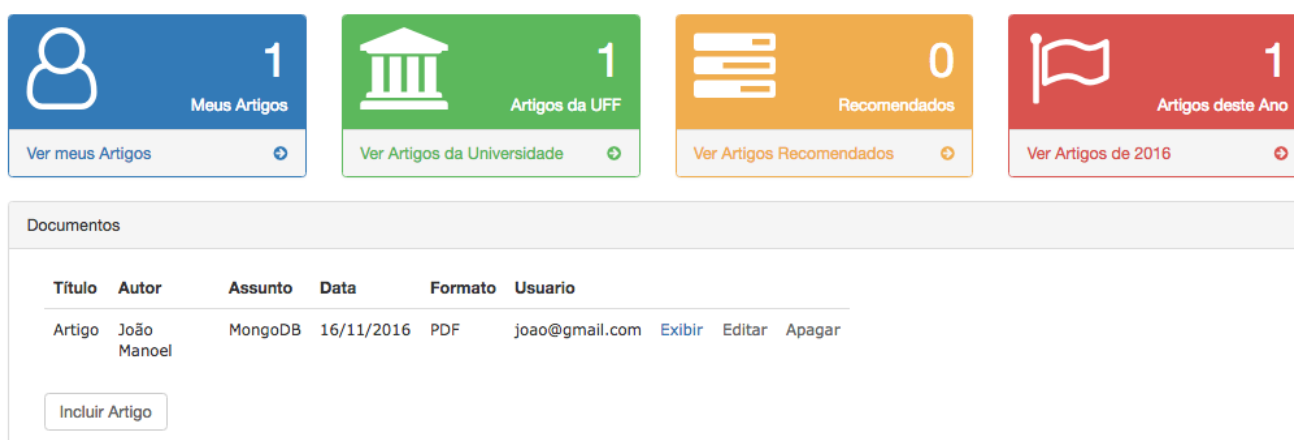 1
Meus Artigos
Ver meus Artigos
1
Artigos da UFF
Ver Artigos da Universidade
0
Recomendados
Ver Artigos Recomendados
1
Artigos deste Ano
Ver Artigos de 2016
Documentos
Título Autor Assunto Data Formato Usuario
Artigo João MongoDB 16/11/2016 PDF joao@gmail.com Exibir Editar Apagar
Manoel
Incluir Artigo